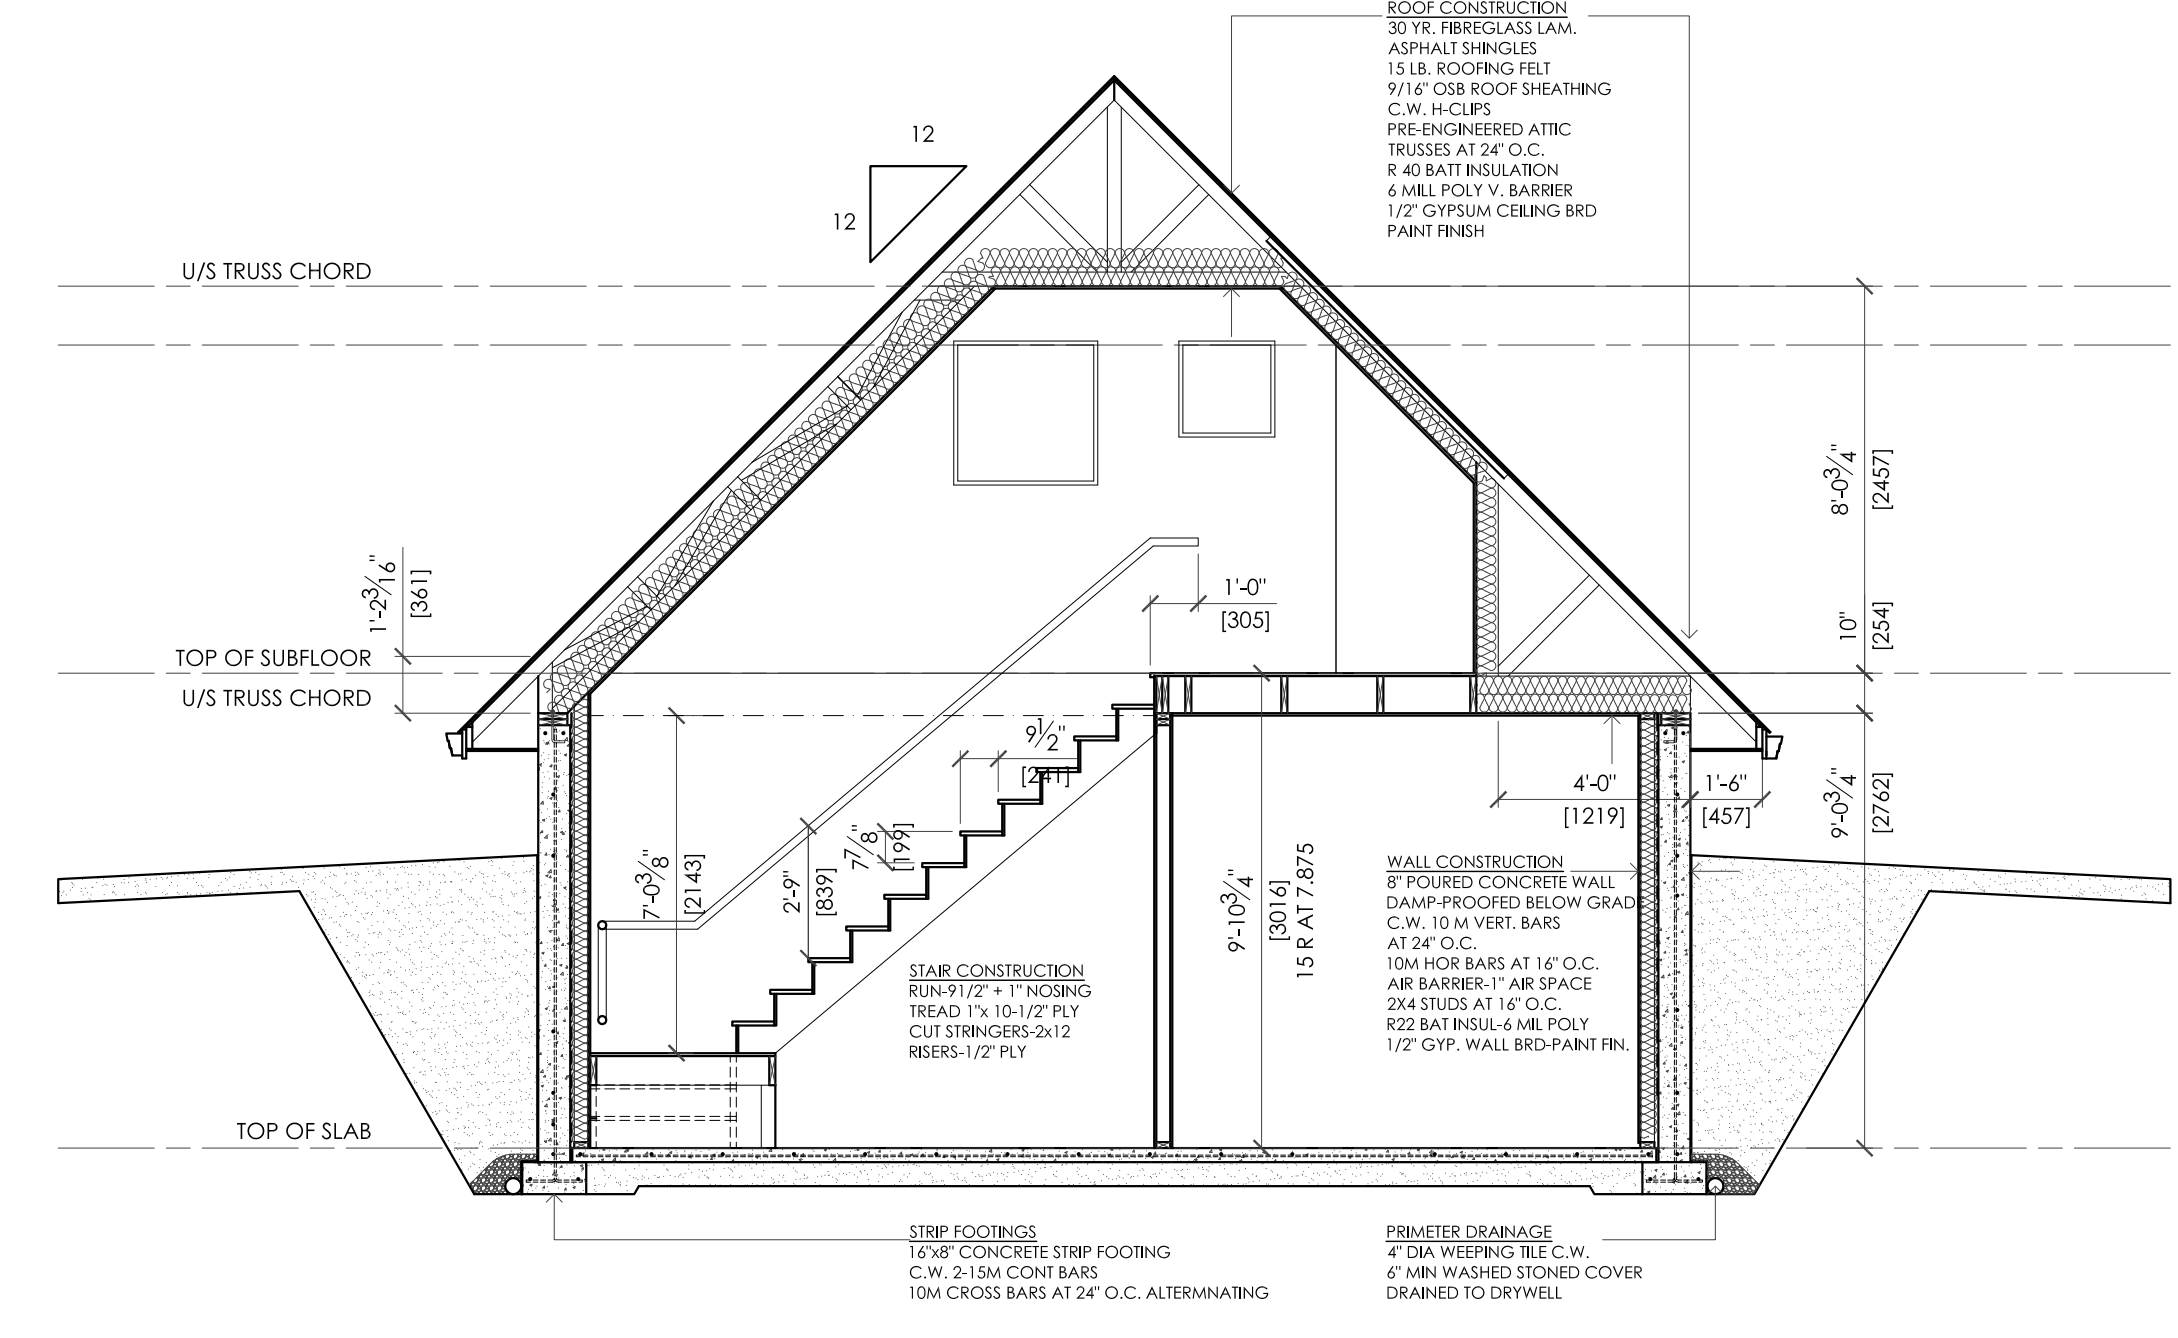 ROOF CONSTRUCTION
30 YR. FIBREGLASS LAM.
ASPHALT SHINGLES
15 LB. ROOFING FELT
9/16" OSB ROOF SHEATHING
C.W. H-CLIPS
PRE-ENGINEERED ATTIC
TRUSSES AT 24" O.C.
R 40 BATT INSULATION
6 MILL POLY V. BARRIER
1/2" GYPSUM CEILING BRD
PAINT FINISH
12
12
U/S TRUSS CHORD
8'-0 3/4"
[2457]
1'-2 3/16"
[361]
1'-0"
[305]
10"
[254]
TOP OF SUBFLOOR
U/S TRUSS CHORD
9 1/2"
[241]
4'-0"
[1219]
1'-6"
[457]
9'-0 3/4"
[2762]
7'-0 3/8"
[2143]
2'-9"
[839]
7 7/8"
[199]
9'-10 3/4"
[3016]
15 R AT 7.875
WALL CONSTRUCTION
8" POURED CONCRETE WALL
DAMP-PROOFED BELOW GRAD
C.W. 10 M VERT. BARS
AT 24" O.C.
10M HOR BARS AT 16" O.C.
AIR BARRIER-1" AIR SPACE
2X4 STUDS AT 16" O.C.
R22 BAT INSUL-6 MIL POLY
1/2" GYP. WALL BRD-PAINT FIN.
STAIR CONSTRUCTION
RUN-91/2" + 1" NOSING
TREAD 1"x 10-1/2" PLY
CUT STRINGERS-2x12
RISERS-1/2" PLY
TOP OF SLAB
STRIP FOOTINGS
16"x8" CONCRETE STRIP FOOTING
C.W. 2-15M CONT BARS
10M CROSS BARS AT 24" O.C. ALTERMNATING
PRIMETER DRAINAGE
4" DIA WEEPING TILE C.W.
6" MIN WASHED STONED COVER
DRAINED TO DRYWELL